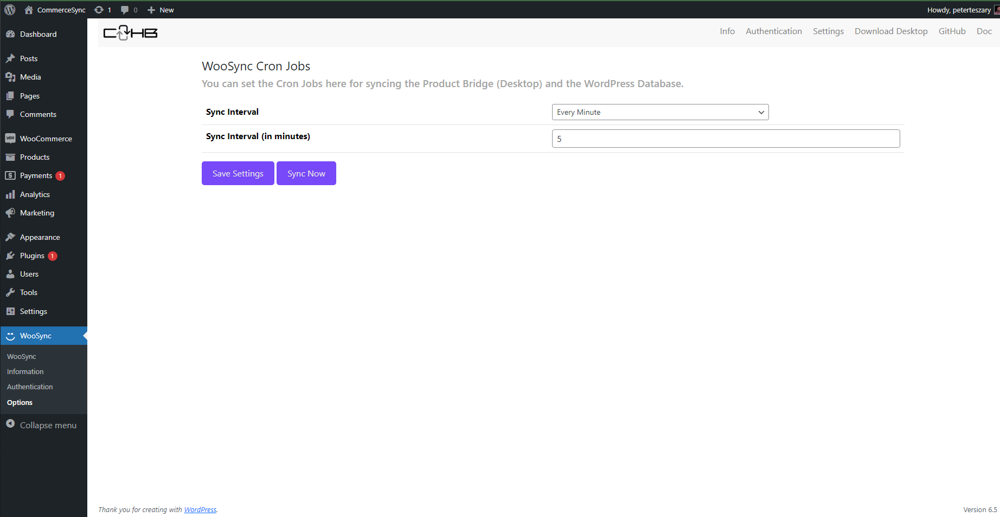 CommerceSync 1 0 New Howdy, peterteszary
Dashboard
Posts
Media
Pages
Comments
WOO WooCommerce
Products
Payments 1
Analytics
Marketing
Appearance
Plugins 1
Users
Tools
Settings
WooSync
WooSync
Information
Authentication
Options
Collapse menu
Info Authentication Settings Download Desktop GitHub Doc
WooSync Cron Jobs
You can set the Cron Jobs here for syncing the Product Bridge (Desktop) and the WordPress Database.
Sync Interval Every Minute
Sync Interval (in minutes) 5
Save Settings Sync Now
Thank you for creating with WordPress. Version 6.5